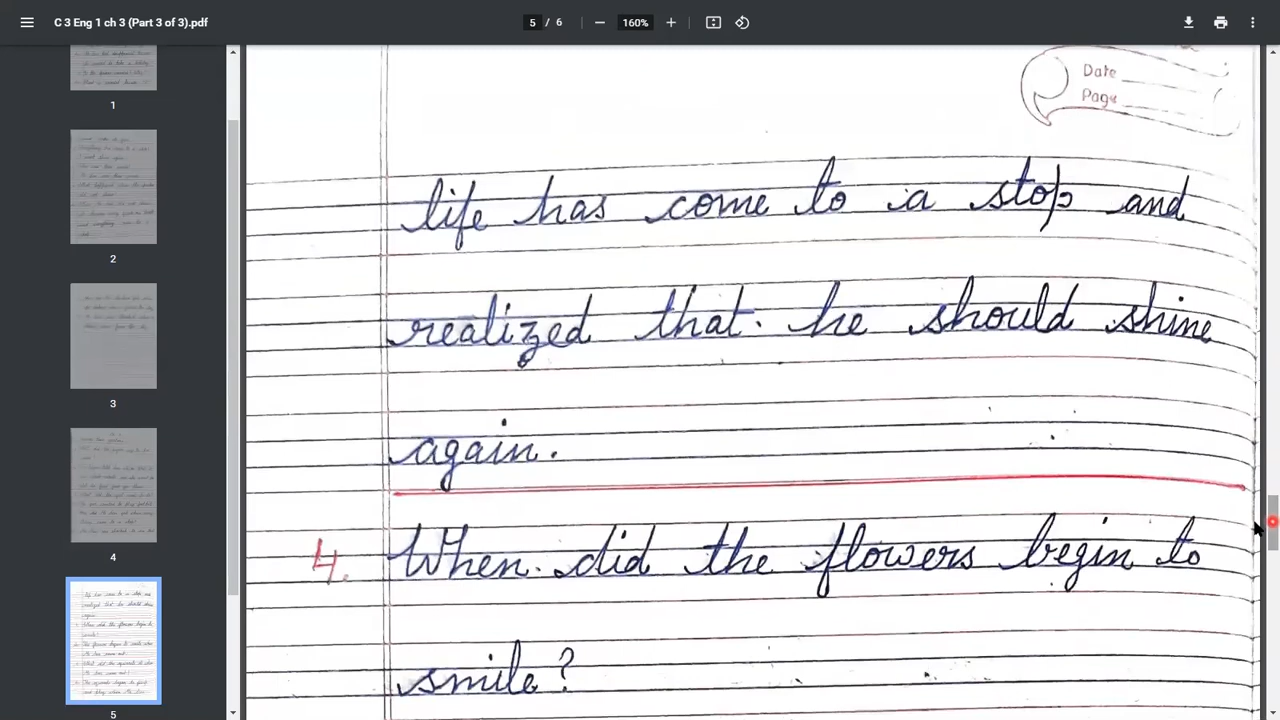 C 3 Eng 1 ch 3 (Part 3 of 3).pdf
5 / 6
160%
1
2
3
4
5
Date
Page
life has come to a stop and
realized that. he should shine
again.
4. When. did the flowers begin to
smile?